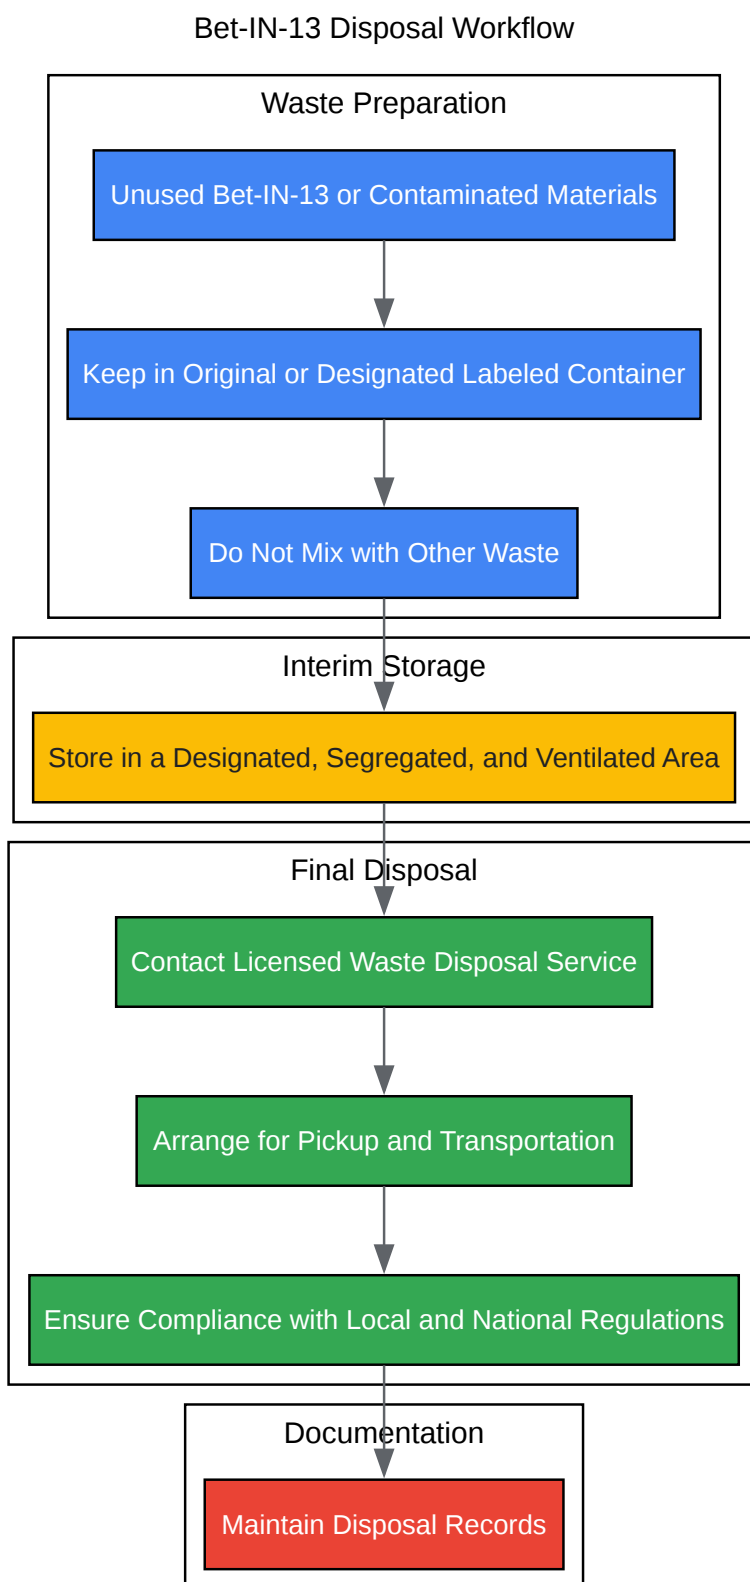 Bet-IN-13 Disposal Workflow
Waste Preparation
Unused Bet-IN-13 or Contaminated Materials
Keep in Original or Designated Labeled Container
Do Not Mix with Other Waste
Interim Storage
Store in a Designated, Segregated, and Ventilated Area
Final Disposal
Contact Licensed Waste Disposal Service
Arrange for Pickup and Transportation
Ensure Compliance with Local and National Regulations
Documentation
Maintain Disposal Records